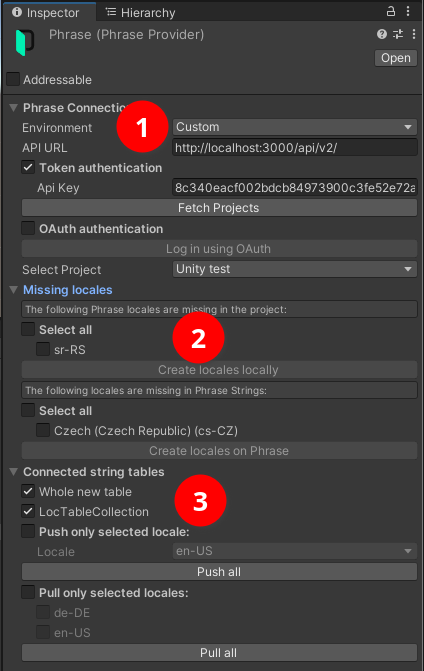 Inspector Hierarchy
Phrase (Phrase Provider)
Open
Addressable
Phrase Connection
1
Environment Custom
API URL http://localhost:3000/api/v2/
Token authentication
Api Key 8c340eacf002bdcb84973900c3fe52e72a
Fetch Projects
OAuth authentication
Log in using OAuth
Select Project Unity test
Missing locales
The following Phrase locales are missing in the project:
Select all
2
sr-RS
Create locales locally
The following locales are missing in Phrase Strings:
Select all
Czech (Czech Republic) (cs-CZ)
Create locales on Phrase
Connected string tables
Whole new table
3
LocTableCollection
Push only selected locale:
Locale en-US
Push all
Pull only selected locales:
de-DE
en-US
Pull all